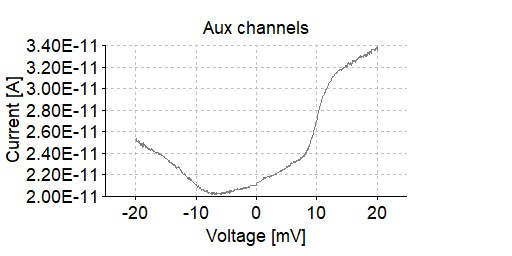 Aux channels
Current [A]
3.40E-11
3.20E-11
3.00E-11
2.80E-11
2.60E-11
2.40E-11
2.20E-11
2.00E-11
-20 -10 0 10 20
Voltage [mV]